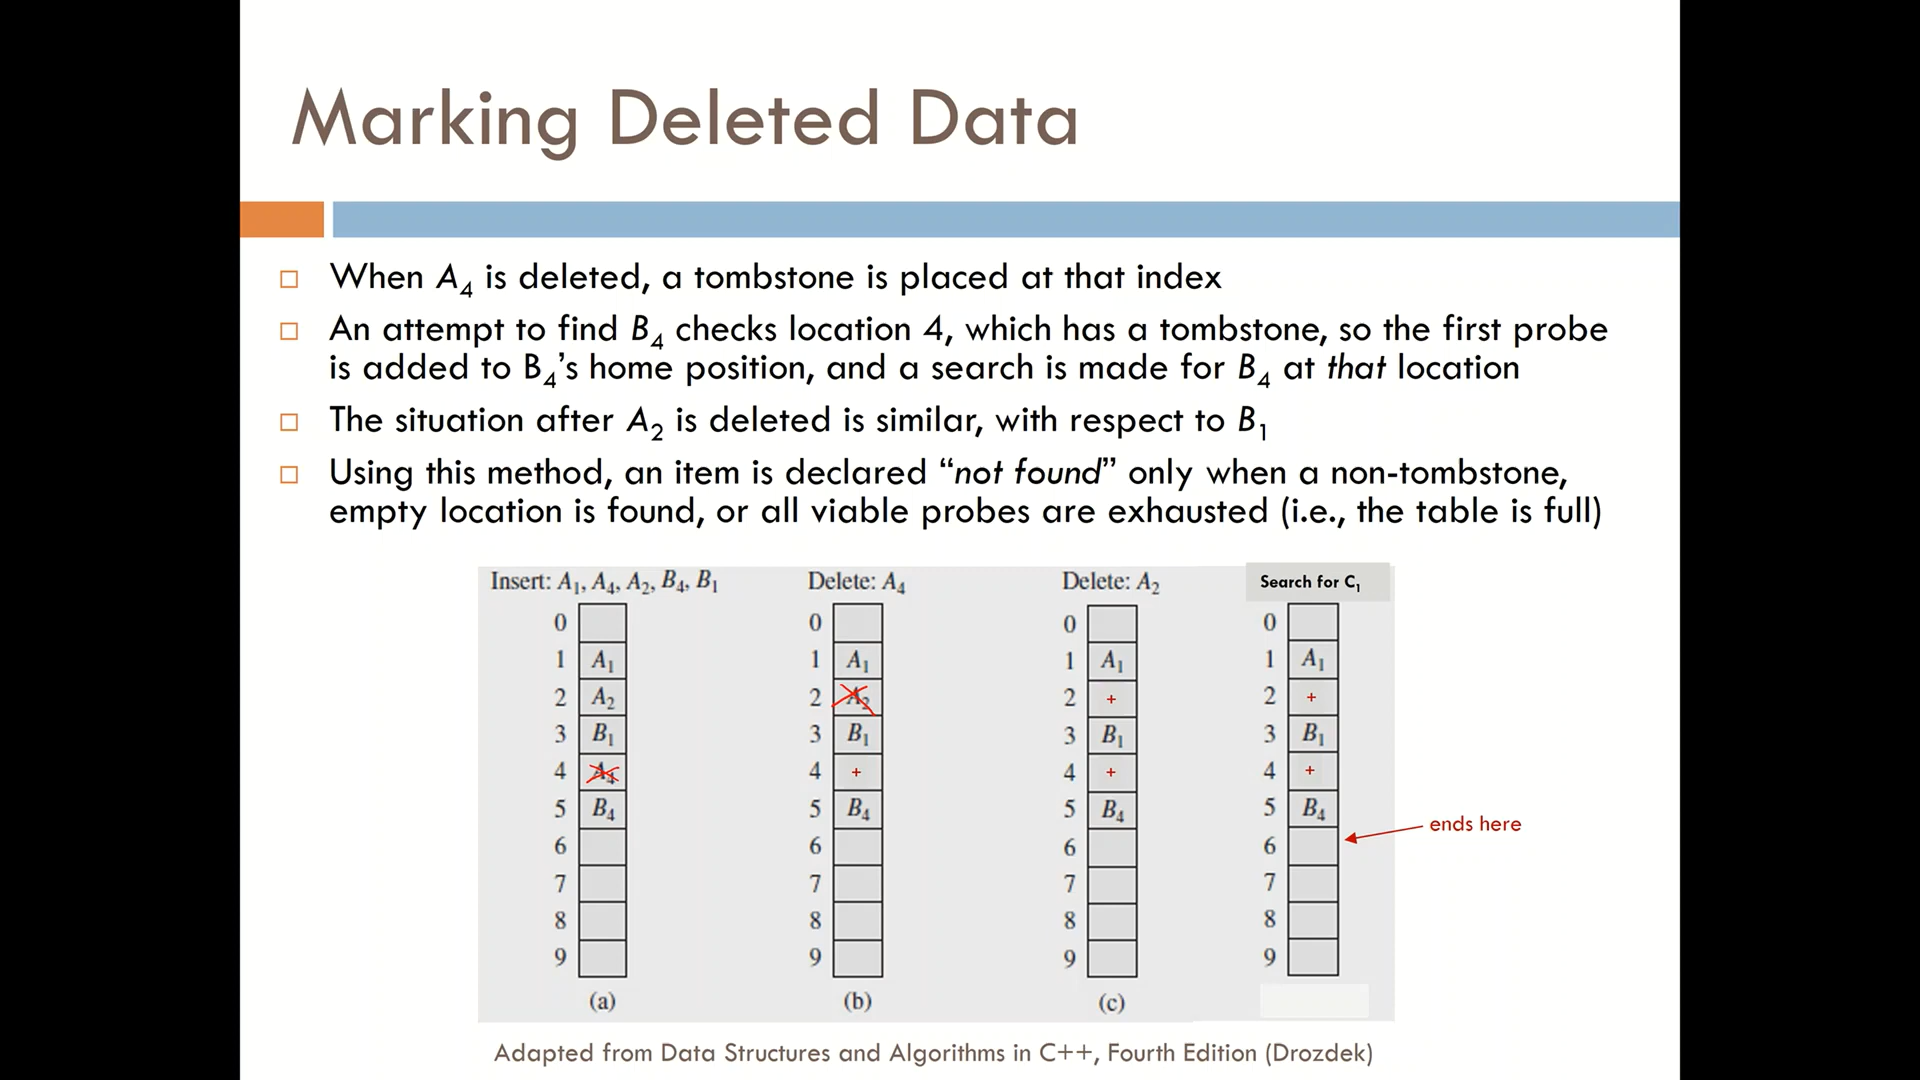 Marking Deleted Data
When A4 is deleted, a tombstone is placed at that index
An attempt to find B4 checks location 4, which has a tombstone, so the first probe
is added to B4’s home position, and a search is made for B4 at that location
The situation after A2 is deleted is similar, with respect to B1
Using this method, an item is declared “not found” only when a non-tombstone,
empty location is found, or all viable probes are exhausted (i.e., the table is full)
Insert: A1, A4, A2, B4, B1
0
1 A1
2 A2
3 B1
4 A4
5 B4
6
7
8
9
(a)
Delete: A4
0
1 A1
2 A2
3 B1
4 +
5 B4
6
7
8
9
(b)
Delete: A2
0
1 A1
2 +
3 B1
4 +
5 B4
6
7
8
9
(c)
Search for C1
0
1 A1
2 +
3 B1
4 +
5 B4
6
7
8
9
ends here
Adapted from Data Structures and Algorithms in C++, Fourth Edition (Drozdek)